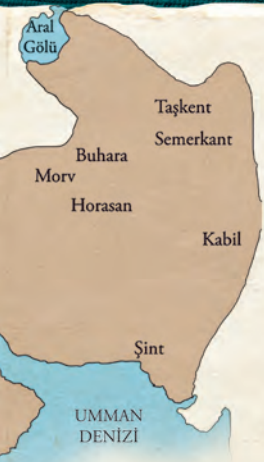 Aral
Gölü
Taşkent
Semerkant
Buhara
Morv
Horasan
Kabil
Şint
UMMAN
DENİZİ